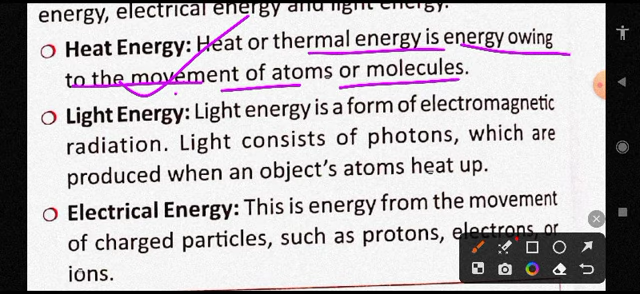 energy, electrical energy and light energy.
Heat Energy: Heat or thermal energy is energy owing
to the movement of atoms or molecules.
Light Energy: Light energy is a form of electromagnetic
radiation. Light consists of photons, which are
produced when an object's atoms heat up.
Electrical Energy: This is energy from the movement
of charged particles, such as protons, electrons, or
ions.